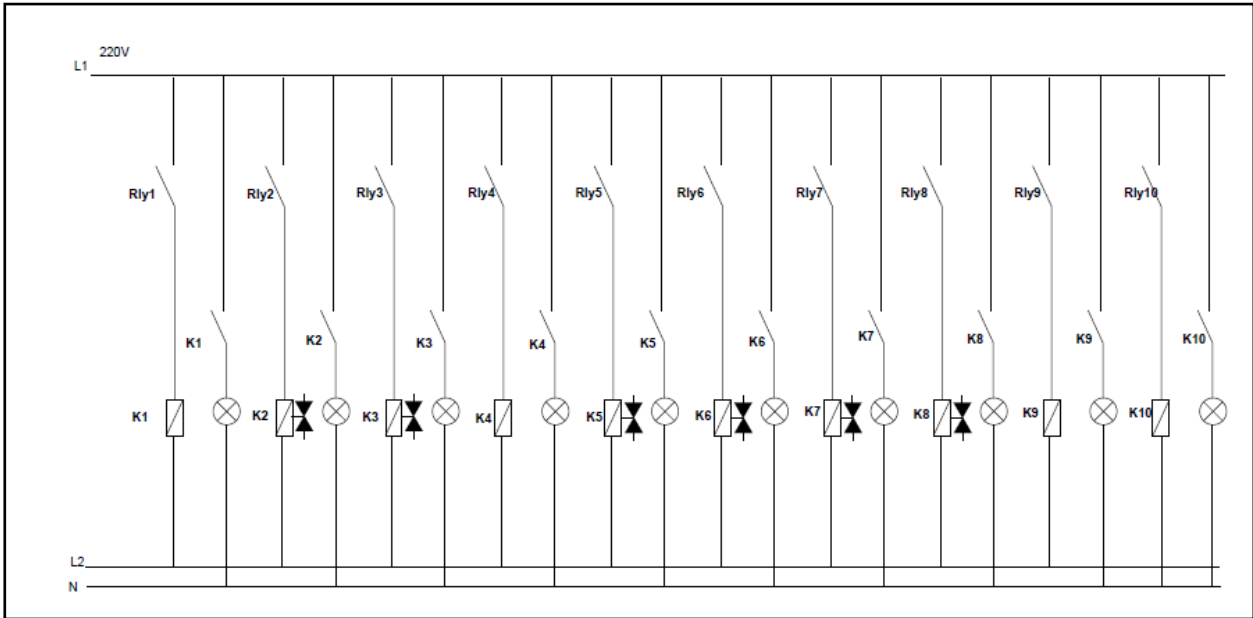 220V
L1
Rly1 Rly2 Rly3 Rly4 Rly5 Rly6 Rly7 Rly8 Rly9 Rly10
K1 K2 K3 K4 K5 K6 K7 K8 K9 K10
K1 K2 K3 K4 K5 K6 K7 K8 K9 K10
L2
N